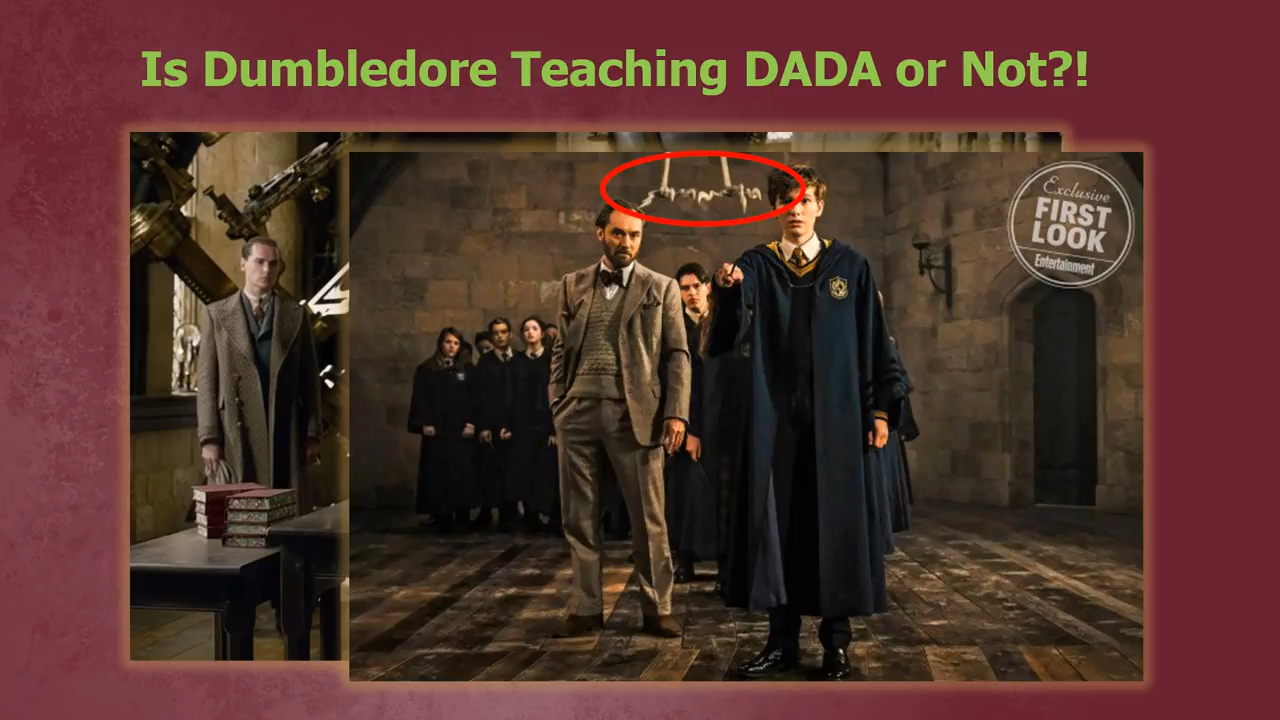 Is Dumbledore Teaching DADA or Not?!
Exclusive
FIRST
LOOK
Entertainment